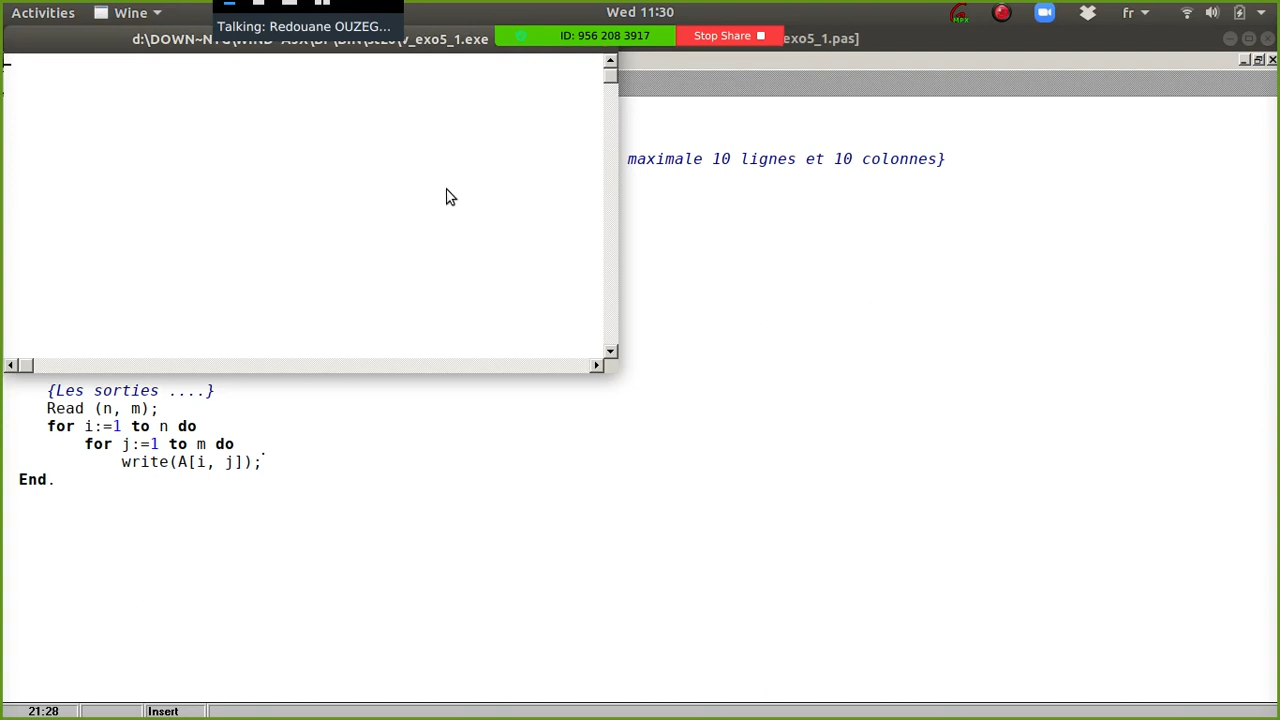 Activities Wine Wed 11:30 MPX fr
Talking: Redouane OUZEG...
ID: 956 208 3917 Stop Share exo5_1.pas]
maximale 10 lignes et 10 colonnes}
{Les sorties ....}
Read (n, m);
for i:=1 to n do
for j:=1 to m do
write(A[i, j]);
End.
21:28 Insert